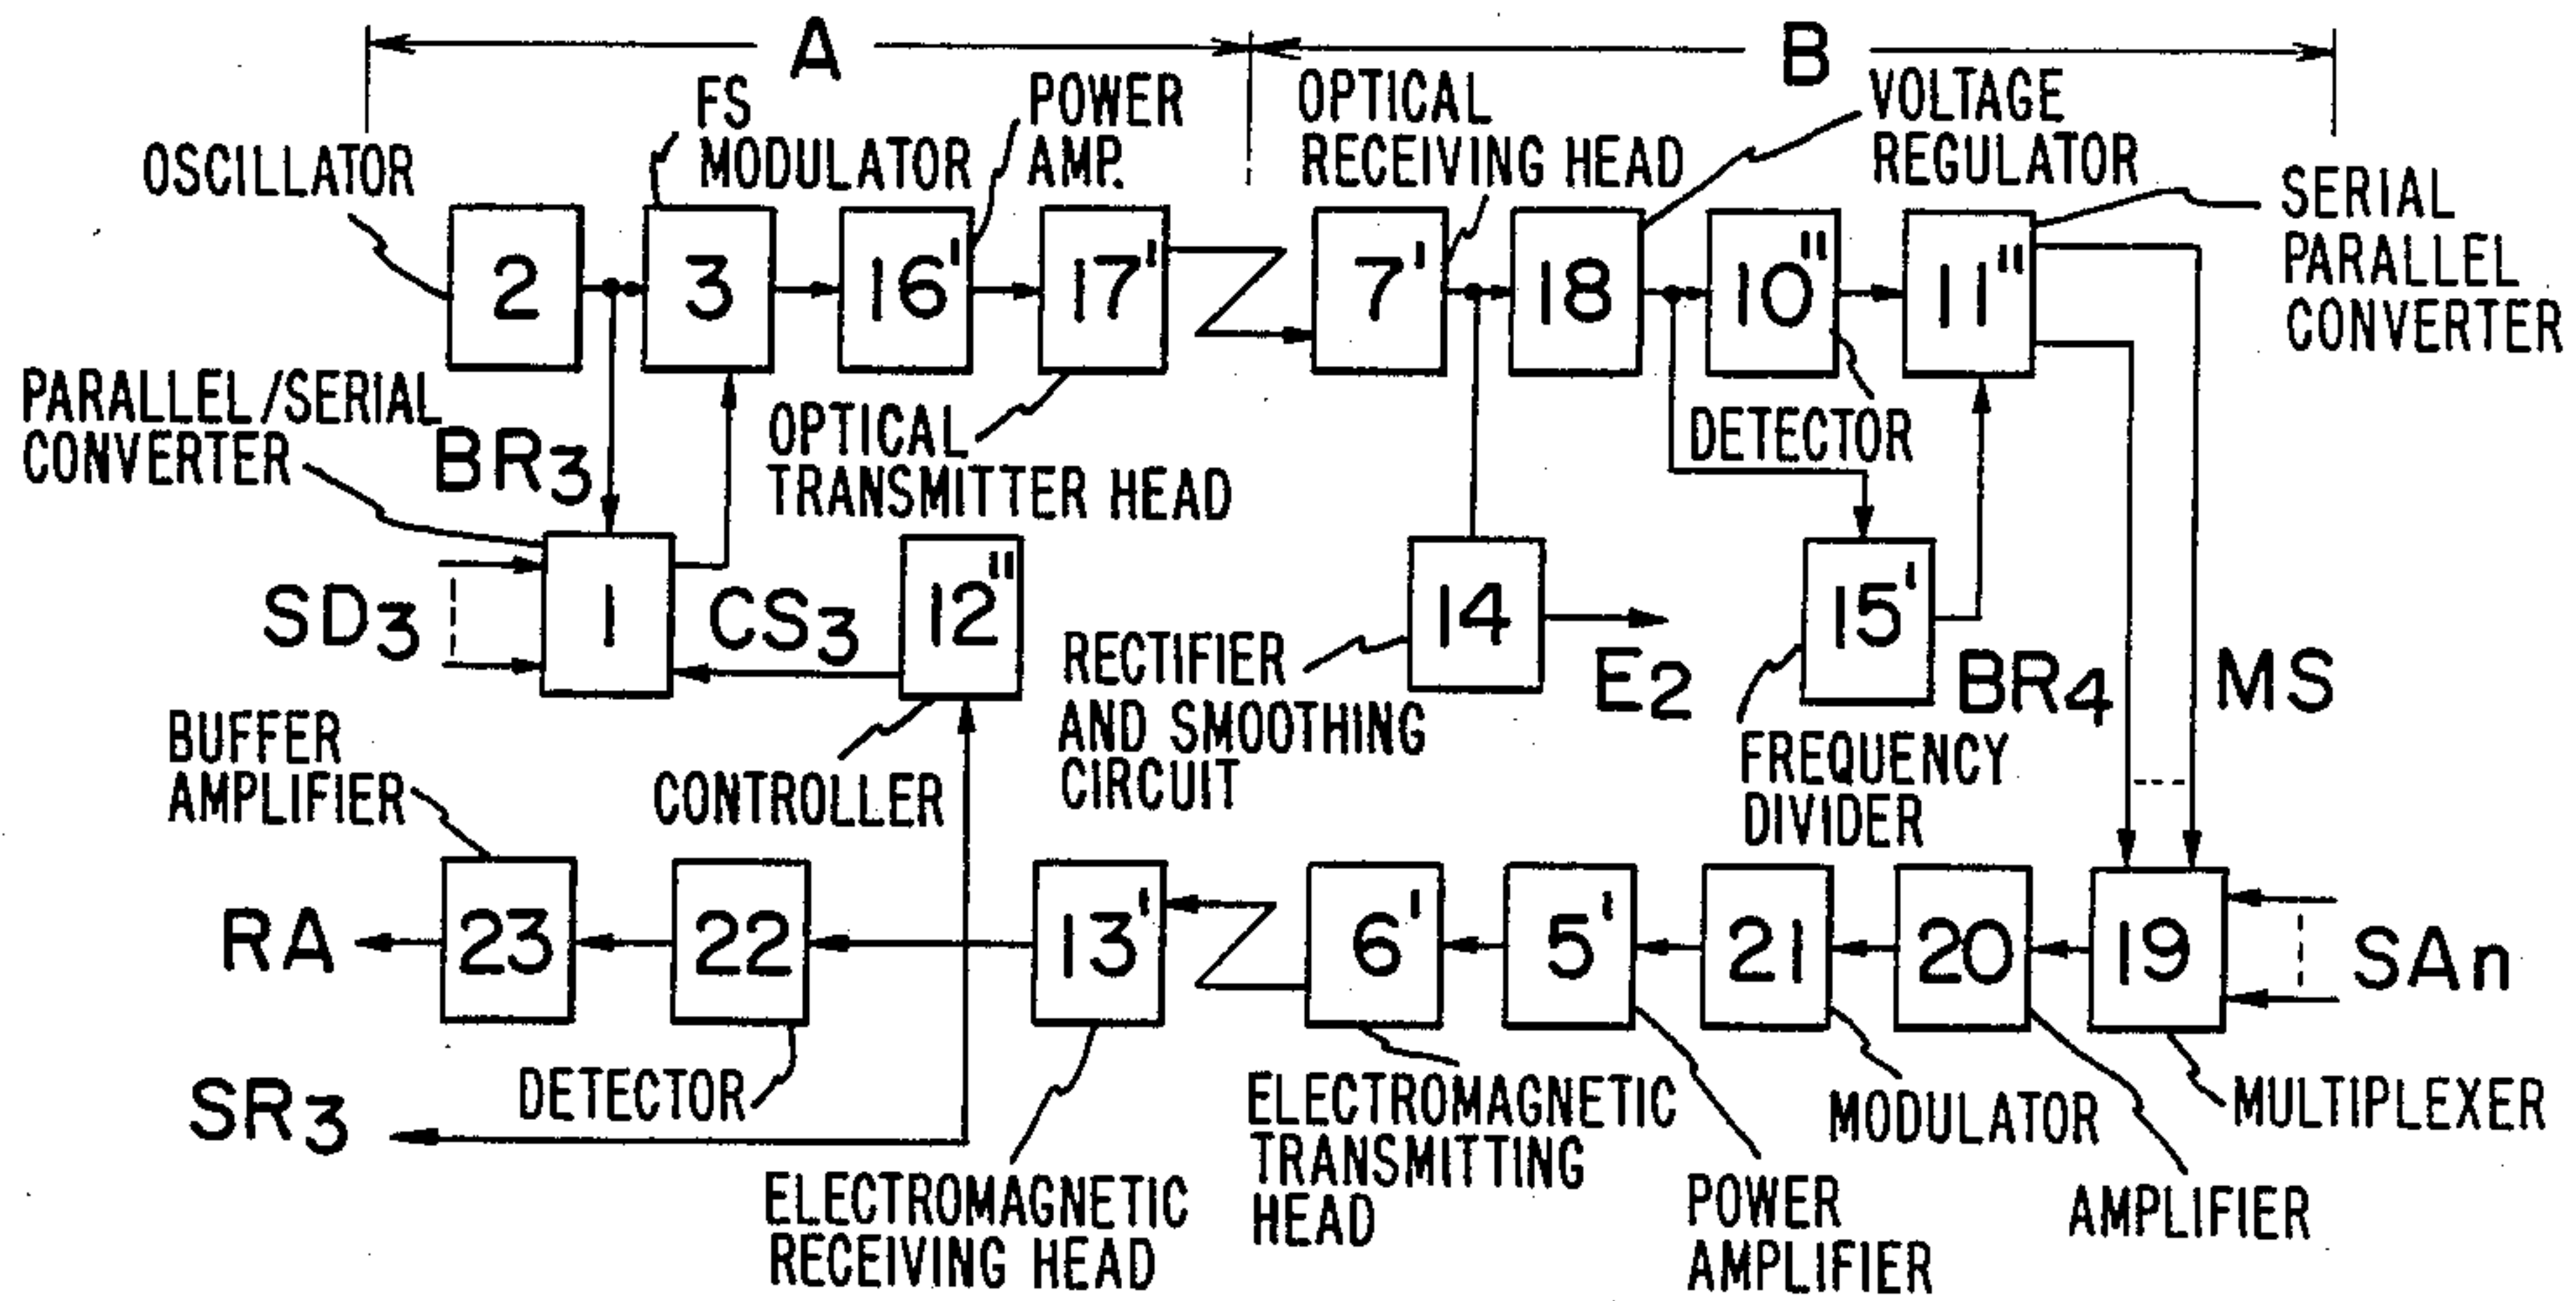 A
B
FS
MODULATOR
POWER
AMP.
OPTICAL
RECEIVING HEAD
VOLTAGE
REGULATOR
OSCILLATOR
SERIAL
PARALLEL
CONVERTER
2
3
16'
17'
7'
18
10"
11"
PARALLEL/SERIAL
CONVERTER
BR3
OPTICAL
TRANSMITTER HEAD
DETECTOR
SD3
1
CS3
12"
RECTIFIER
AND SMOOTHING
CIRCUIT
14
E2
15'
BR4
MS
BUFFER
AMPLIFIER
CONTROLLER
FREQUENCY
DIVIDER
RA
23
22
13'
6'
5'
21
20
19
SAn
SR3
DETECTOR
ELECTROMAGNETIC
RECEIVING HEAD
ELECTROMAGNETIC
TRANSMITTING
HEAD
POWER
AMPLIFIER
MODULATOR
AMPLIFIER
MULTIPLEXER